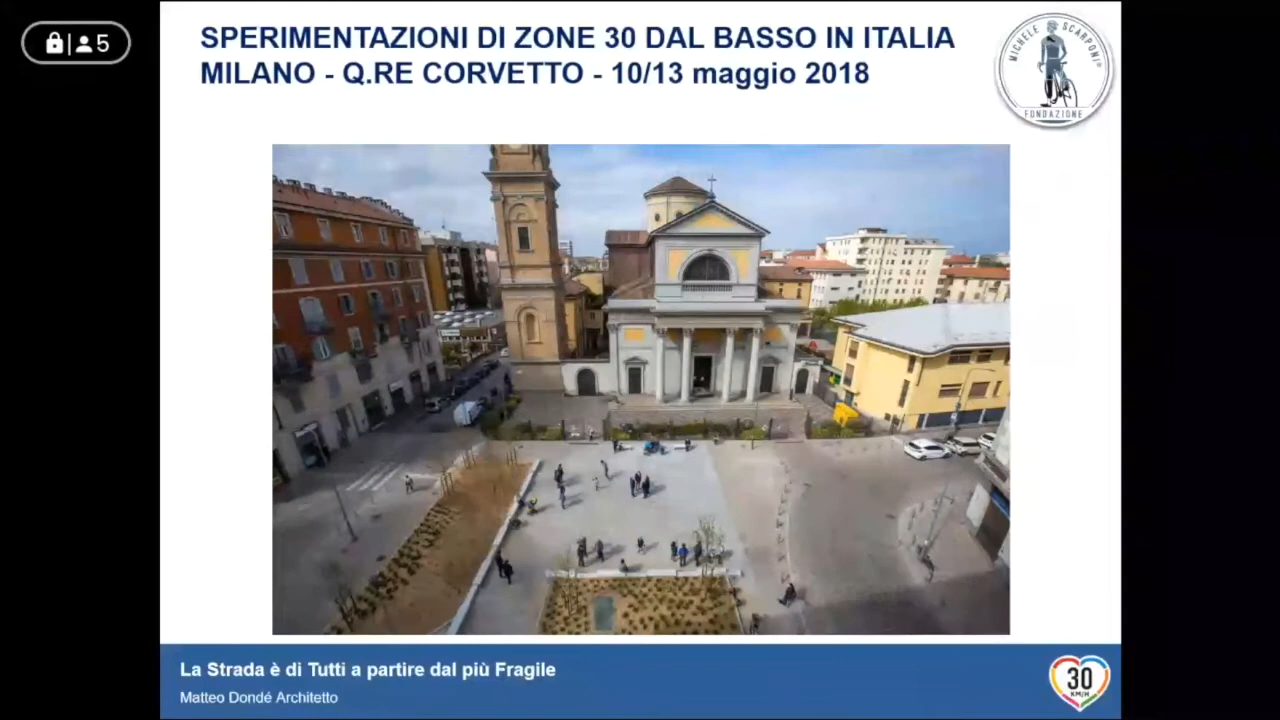 5
SPERIMENTAZIONI DI ZONE 30 DAL BASSO IN ITALIA
MILANO - Q.RE CORVETTO - 10/13 maggio 2018
MICHELE SCARPONI
FONDAZIONE
La Strada è di Tutti a partire dal più Fragile
Matteo Dondé Architetto
30
KM/H